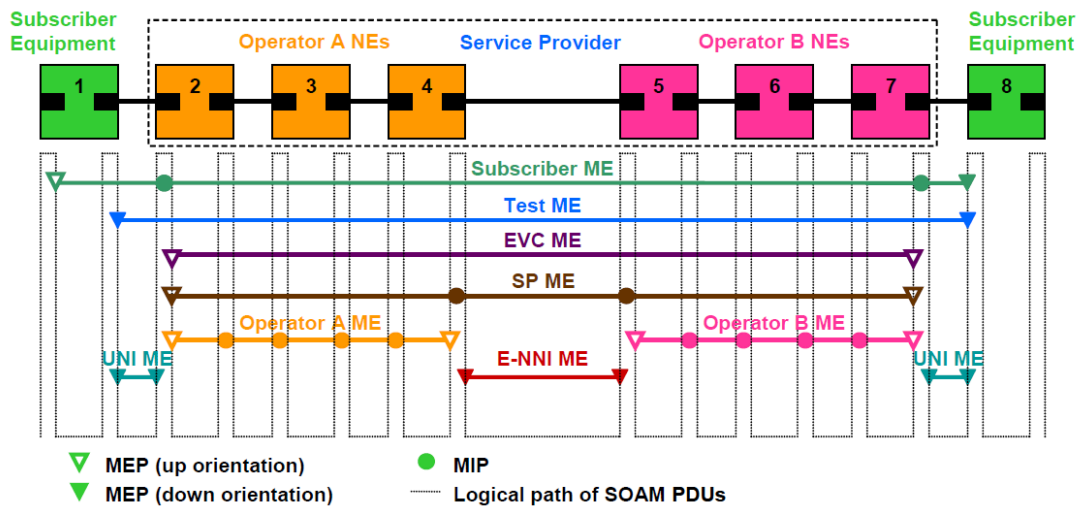 Subscriber
Equipment
Operator A NEs
Service Provider
Operator B NEs
Subscriber
Equipment
1
2
3
4
5
6
7
8
Subscriber ME
Test ME
EVC ME
SP ME
Operator A ME
Operator B ME
UNI ME
E-NNI ME
UNI ME
MEP (up orientation)
MIP
MEP (down orientation)
Logical path of SOAM PDUs